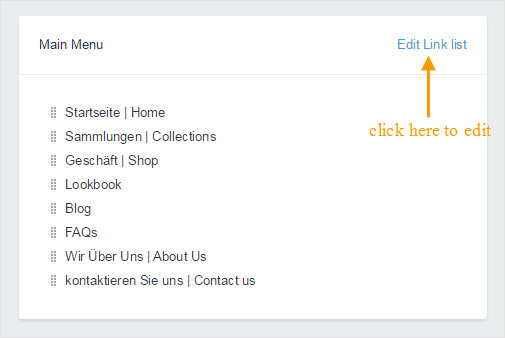 Main Menu
Edit Link list
click here to edit
Startseite | Home
Sammlungen | Collections
Geschäft | Shop
Lookbook
Blog
FAQs
Wir Über Uns | About Us
kontaktieren Sie uns | Contact us